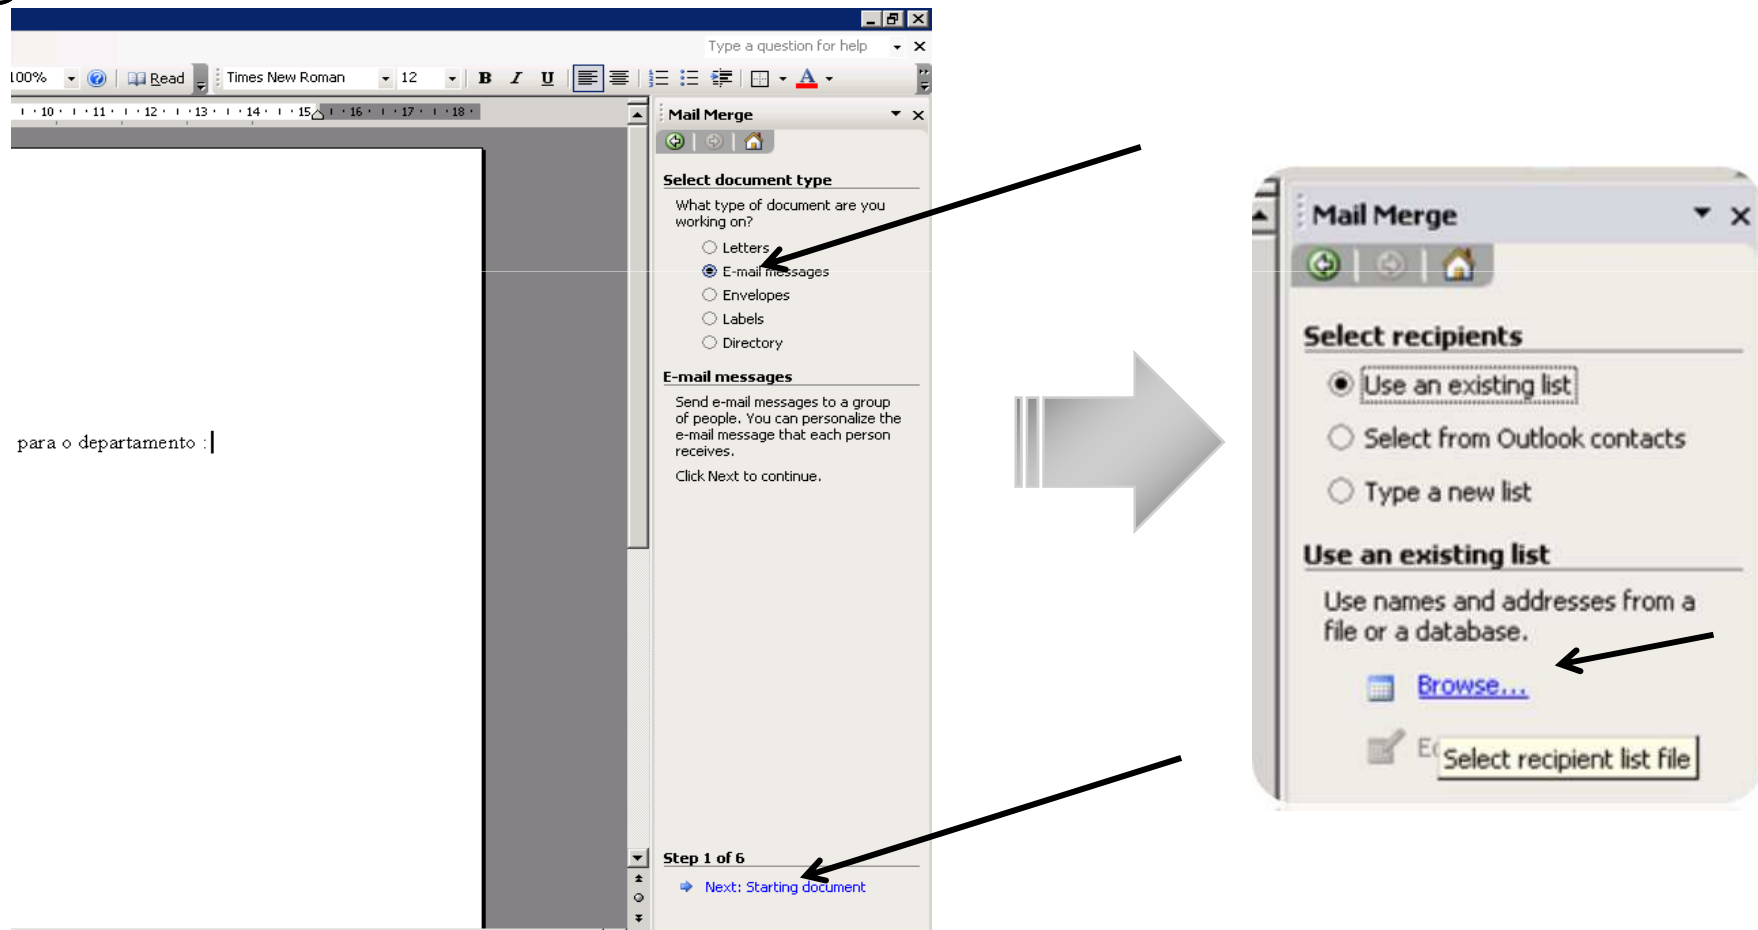 Type a question for help
100%
Read
Times New Roman
12
B I U
A
10 11 12 13 14 15 16 17 18
Mail Merge
Select document type
What type of document are you
working on?
Letters
E-mail messages
Envelopes
Labels
Directory
E-mail messages
Send e-mail messages to a group
of people. You can personalize the
e-mail message that each person
receives.
Click Next to continue.
para o departamento :
Step 1 of 6
Next: Starting document
Mail Merge
Select recipients
Use an existing list
Select from Outlook contacts
Type a new list
Use an existing list
Use names and addresses from a
file or a database.
Browse...
Select recipient list file